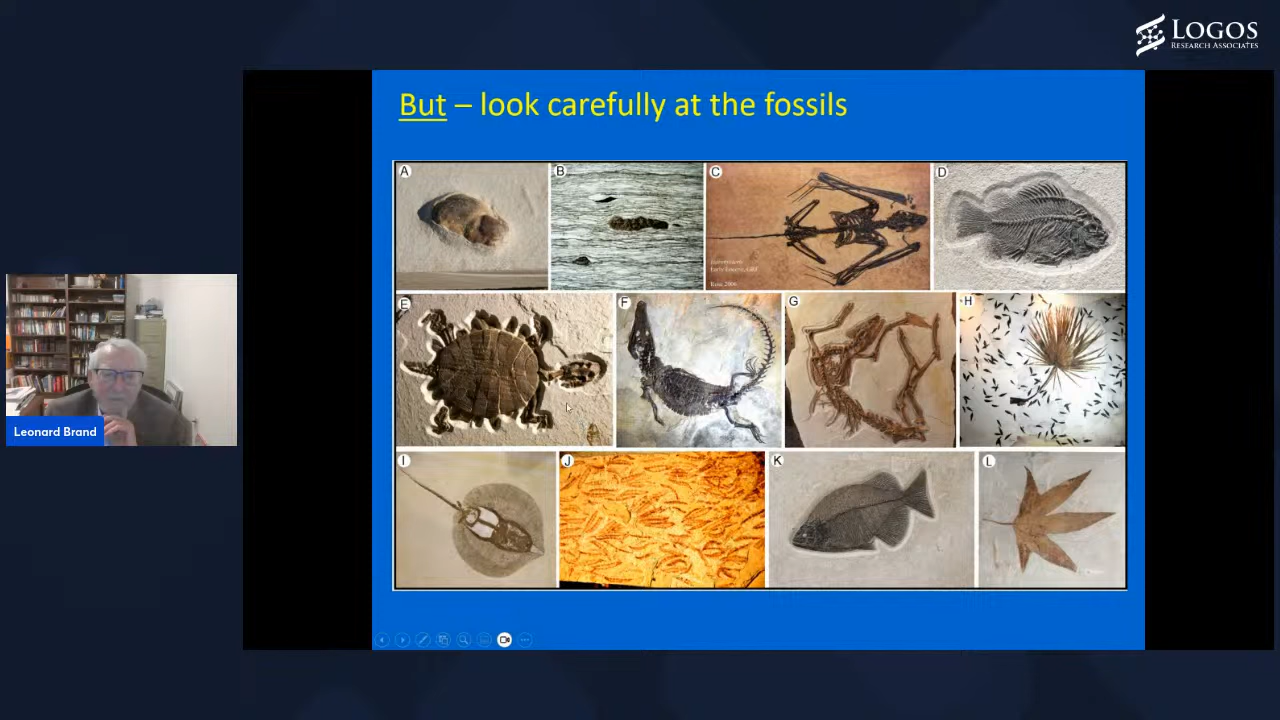 LOGOS
RESEARCH ASSOCIATES
But – look carefully at the fossils
A
B
C
D
E
F
G
H
I
J
K
L
Leonard Brand